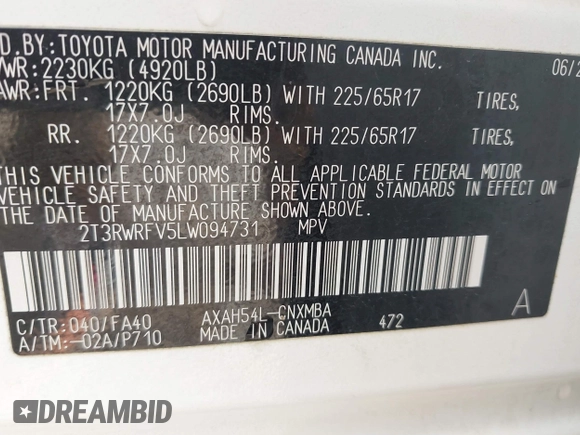 D.BY:TOYOTA MOTOR MANUFACTURING CANADA INC.
06/2
VWR:2230KG (4920LB)
AWR:FRT. 1220KG (2690LB) WITH 225/65R17 TIRES,
17X7.0J RIMS.
RR. 1220KG (2690LB) WITH 225/65R17 TIRES,
17X7.0J RIMS.
THIS VEHICLE CONFORMS TO ALL APPLICABLE FEDERAL MOTOR
VEHICLE SAFETY AND THEFT PREVENTION STANDARDS IN EFFECT ON
THE DATE OF MANUFACTURE SHOWN ABOVE.
2T3RWRFV5LW094731 MPV
C/TR:040/FA40 AXAH54L-CNXMBA 472 A
A/TM:-02A/P710 MADE IN CANADA
DREAMBID